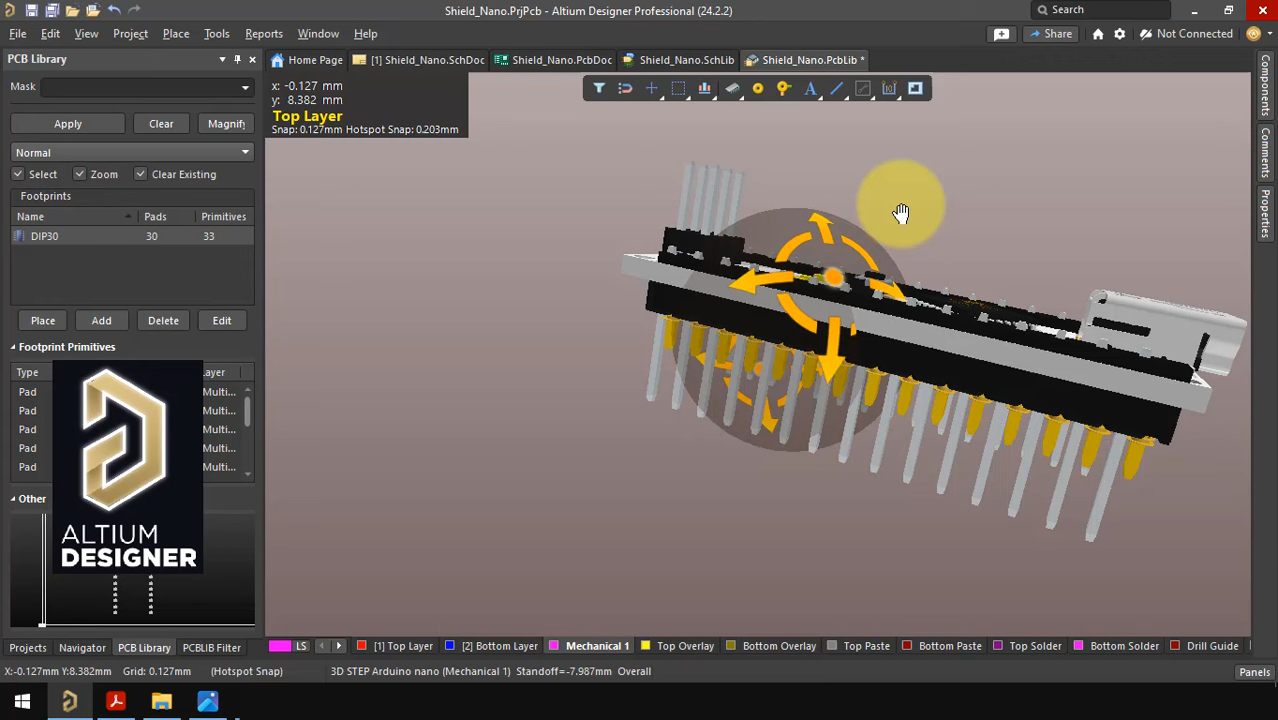 Shield_Nano.PrjPcb - Altium Designer Professional (24.2.2)
Search
File Edit View Project Place Tools Reports Window Help
Share
Not Connected
PCB Library
Home Page
[1] Shield_Nano.SchDoc
Shield_Nano.PcbDoc
Shield_Nano.SchLib
Shield_Nano.PcbLib *
Mask
x: -0.127 mm
y: 8.382 mm
Top Layer
Snap: 0.127mm Hotspot Snap: 0.203mm
Apply Clear Magnify
Normal
Select Zoom Clear Existing
Footprints
Name Pads Primitives
DIP30 30 33
Place Add Delete Edit
Footprint Primitives
Type Layer
Pad Multi...
Pad Multi...
Pad Multi...
Pad Multi...
Pad Multi...
Other
ALTIUM
DESIGNER
Components
Comments
Properties
Projects Navigator PCB Library PCBLIB Filter
LS [1] Top Layer [2] Bottom Layer Mechanical 1 Top Overlay Bottom Overlay Top Paste Bottom Paste Top Solder Bottom Solder Drill Guide
X:-0.127mm Y:8.382mm Grid: 0.127mm (Hotspot Snap) 3D STEP Arduino nano (Mechanical 1) Standoff=-7.987mm Overall
Panels